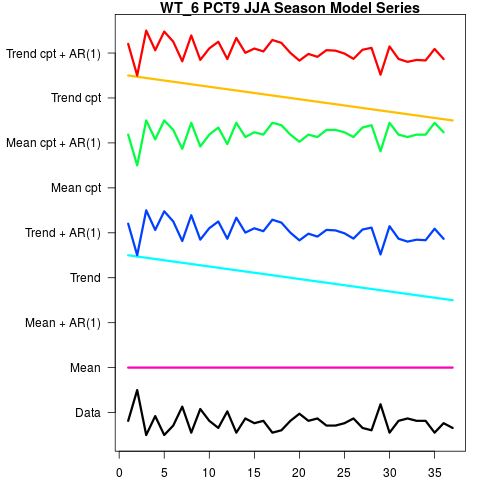 WT_6 PCT9 JJA Season Model Series
Trend cpt + AR(1)
Trend cpt
Mean cpt + AR(1)
Mean cpt
Trend + AR(1)
Trend
Mean + AR(1)
Mean
Data
0 5 10 15 20 25 30 35